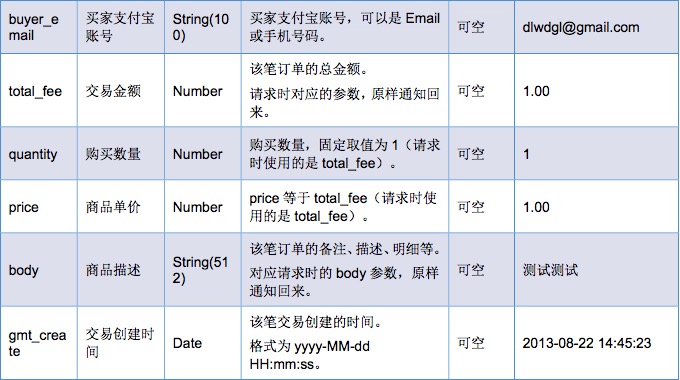 buyer_e
mail
买家支付宝
账号
String(10
0)
买家支付宝账号，可以是 Email
或手机号码。
可空
dlwdgl@gmail.com
total_fee
交易金额
Number
该笔订单的总金额。
请求时对应的参数，原样通知回
来。
可空
1.00
quantity
购买数量
Number
购买数量，固定取值为 1（请求
时使用的是 total_fee）。
可空
1
price
商品单价
Number
price 等于 total_fee（请求时使
用的是 total_fee）。
可空
1.00
body
商品描述
String(51
2)
该笔订单的备注、描述、明细等。
对应请求时的 body 参数，原样
通知回来。
可空
测试测试
gmt_crea
te
交易创建时
间
Date
该笔交易创建的时间。
格式为 yyyy-MM-dd
HH:mm:ss。
可空
2013-08-22 14:45:23